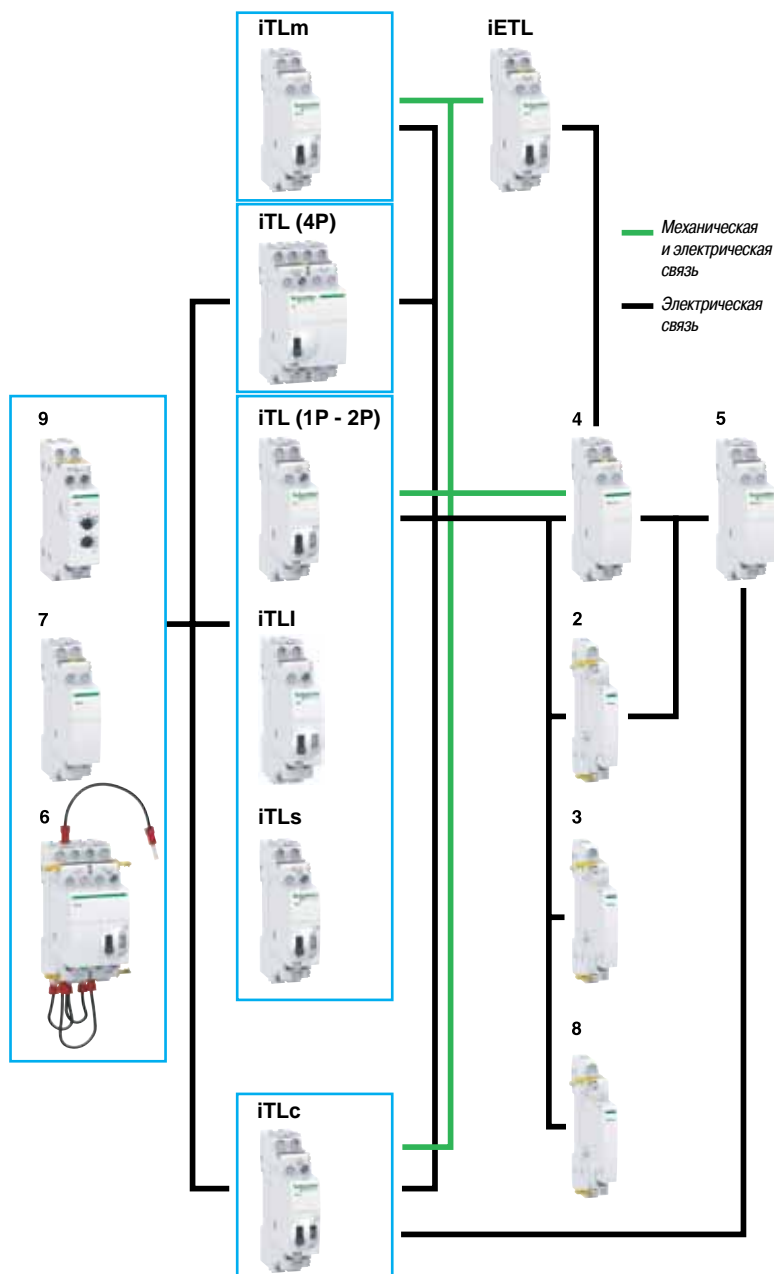 iTLm
iETL
Механическая
и электрическая
связь
iTL (4P)
Электрическая
связь
9
iTL (1P - 2P)
4
5
7
iTLI
2
6
iTLs
3
8
iTLc